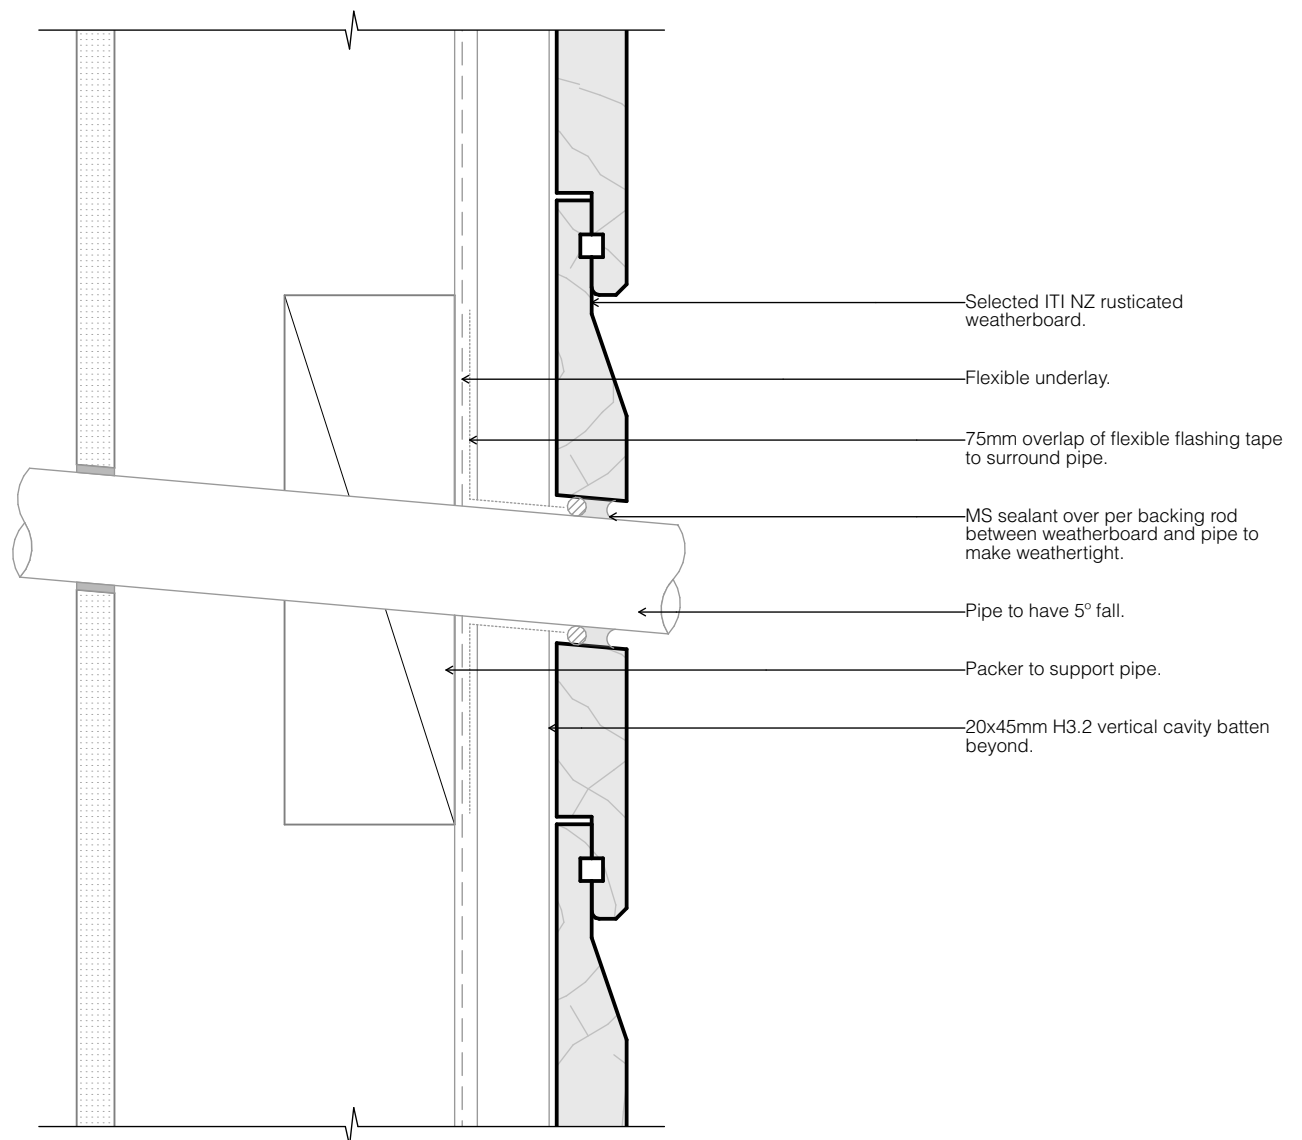 Selected ITI NZ rusticated
weatherboard.
Flexible underlay.
75mm overlap of flexible flashing tape
to surround pipe.
MS sealant over per backing rod
between weatherboard and pipe to
make weathertight.
Pipe to have 5° fall.
Packer to support pipe.
20x45mm H3.2 vertical cavity batten
beyond.